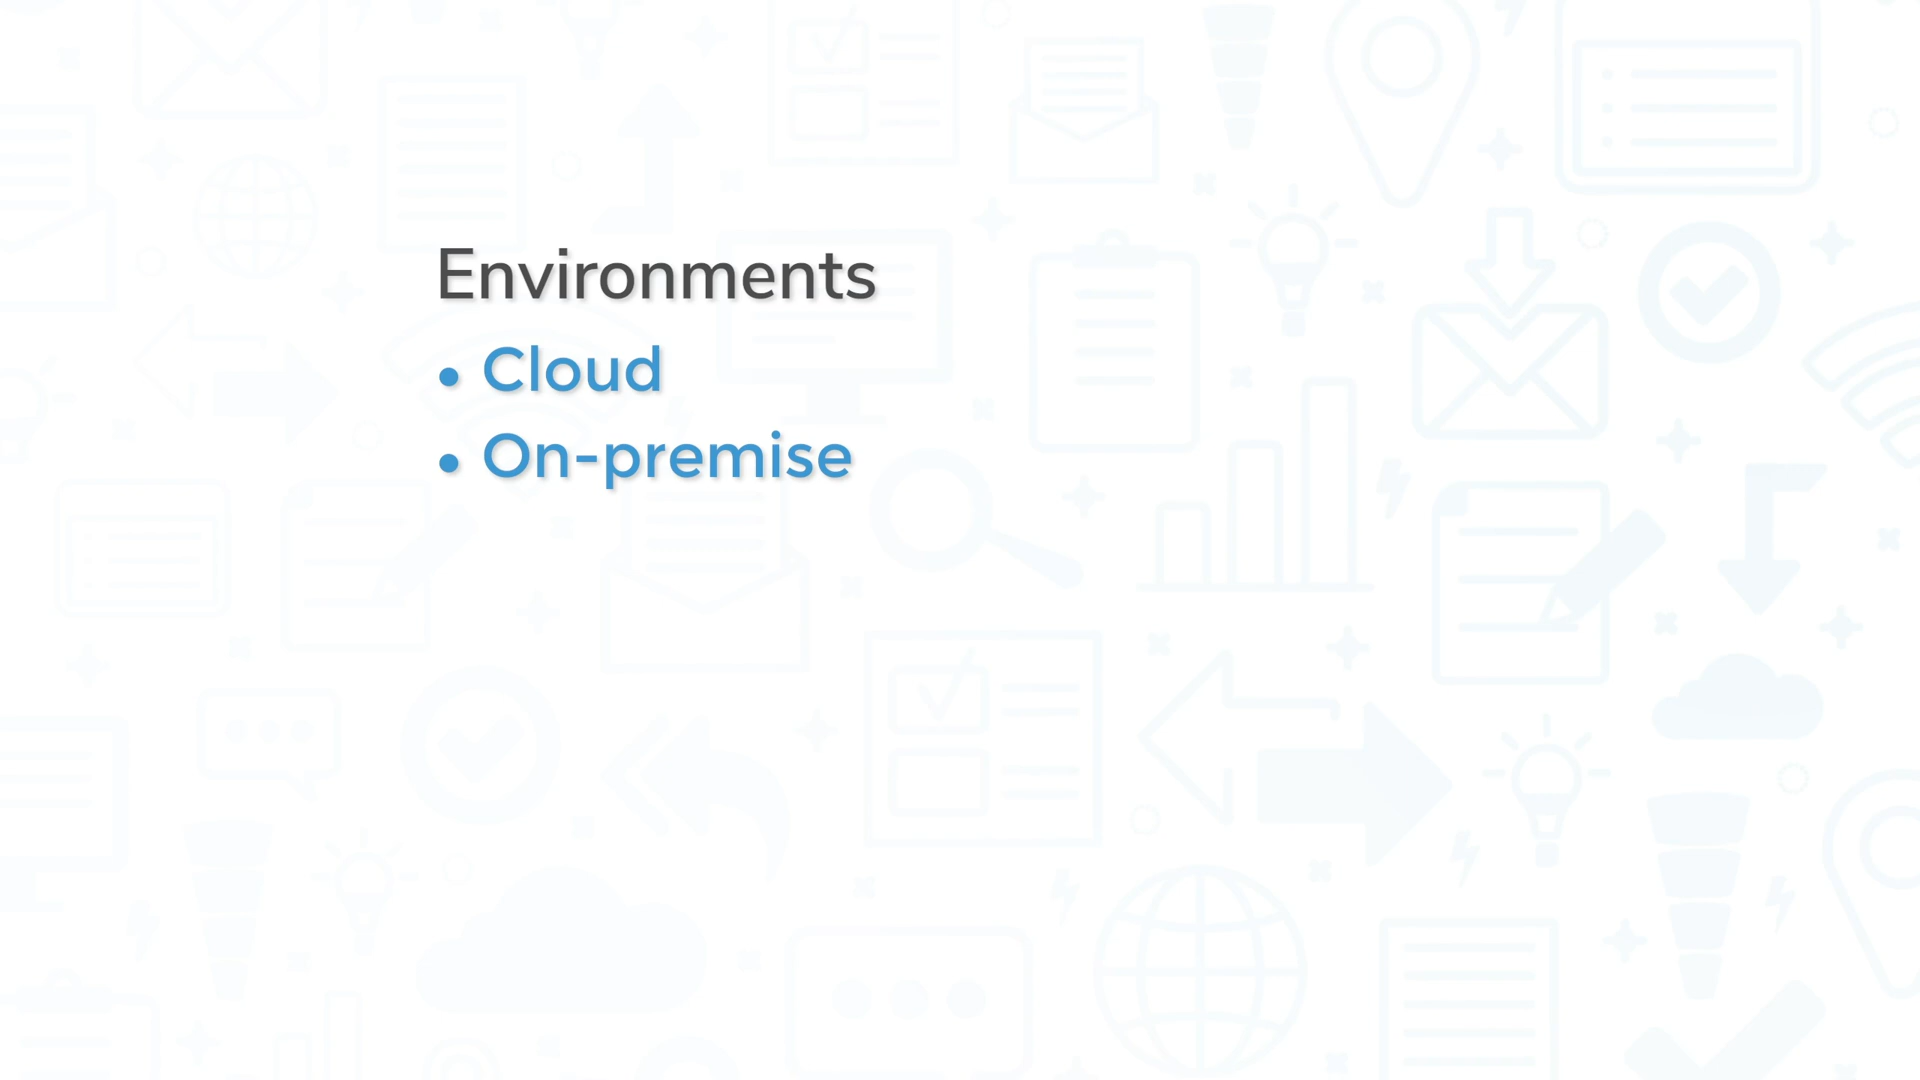 Environments
• Cloud
• On-premise